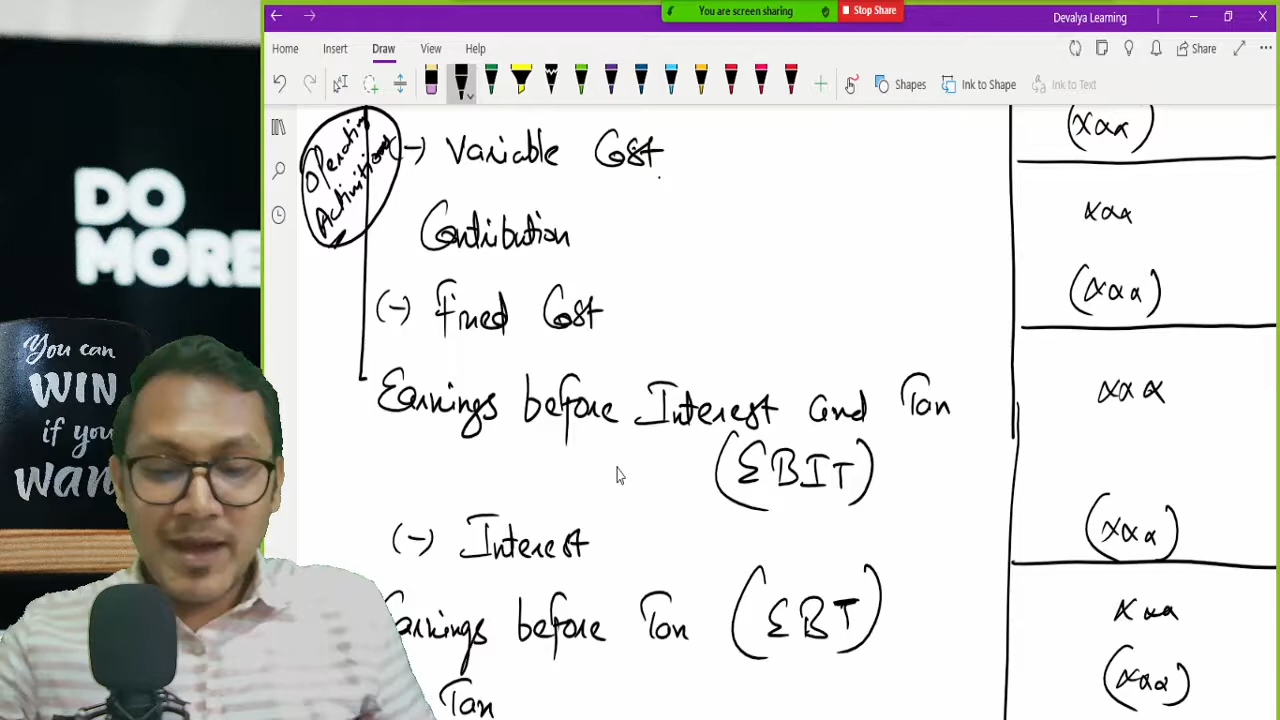 You are screen sharing
Stop Share
Devalya Learning
Home Insert Draw View Help
Share
Shapes Ink to Shape Ink to Text
DO
MORE
You can
WIN
if you
want
Operating
Activities
(-) Variable Cost
(xxx)
Contribution
xxx
(-) Fixed Cost
(xxx)
Earnings before Interest and Tax
xxx
(EBIT)
(-) Interest
(xxx)
Earnings before Tax (EBT)
xxx
Tax
(xxx)